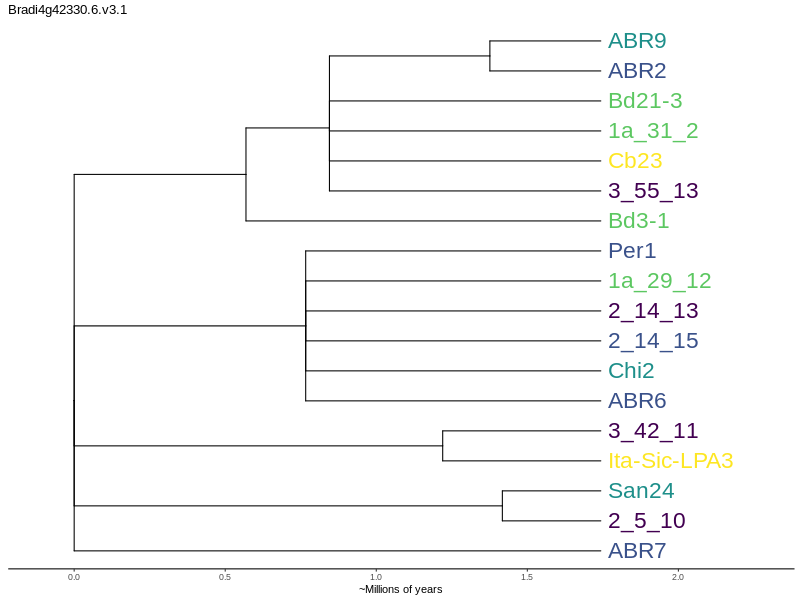 Bradi4g42330.6.v3.1
ABR9
ABR2
Bd21-3
1a_31_2
Cb23
3_55_13
Bd3-1
Per1
1a_29_12
2_14_13
2_14_15
Chi2
ABR6
3_42_11
Ita-Sic-LPA3
San24
2_5_10
ABR7
0.0 0.5 1.0 1.5 2.0
~Millions of years